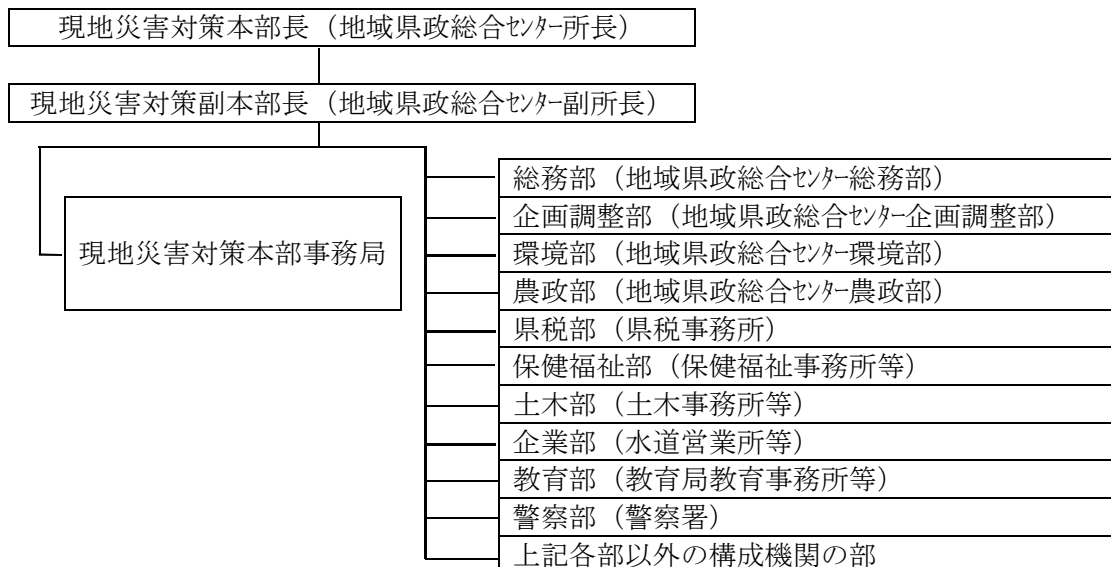 現地災害対策本部長（地域県政総合ｾﾝﾀｰ所長）
現地災害対策副本部長（地域県政総合ｾﾝﾀｰ副所長）
現地災害対策本部事務局
総務部（地域県政総合ｾﾝﾀｰ総務部）
企画調整部（地域県政総合ｾﾝﾀｰ企画調整部）
環境部（地域県政総合ｾﾝﾀｰ環境部）
農政部（地域県政総合ｾﾝﾀｰ農政部）
県税部（県税事務所）
保健福祉部（保健福祉事務所等）
土木部（土木事務所等）
企業部（水道営業所等）
教育部（教育局教育事務所等）
警察部（警察署）
上記各部以外の構成機関の部